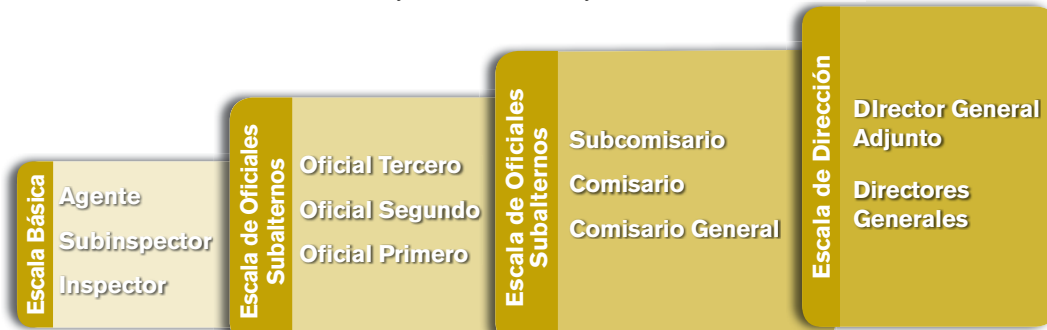 Escala Básica
Agente
Subinspector
Inspector
Escala de Oficiales
Subalternos
Oficial Tercero
Oficial Segundo
Oficial Primero
Escala de Oficiales
Subalternos
Subcomisario
Comisario
Comisario General
Escala de Dirección
DIrector General
Adjunto
Directores
Generales